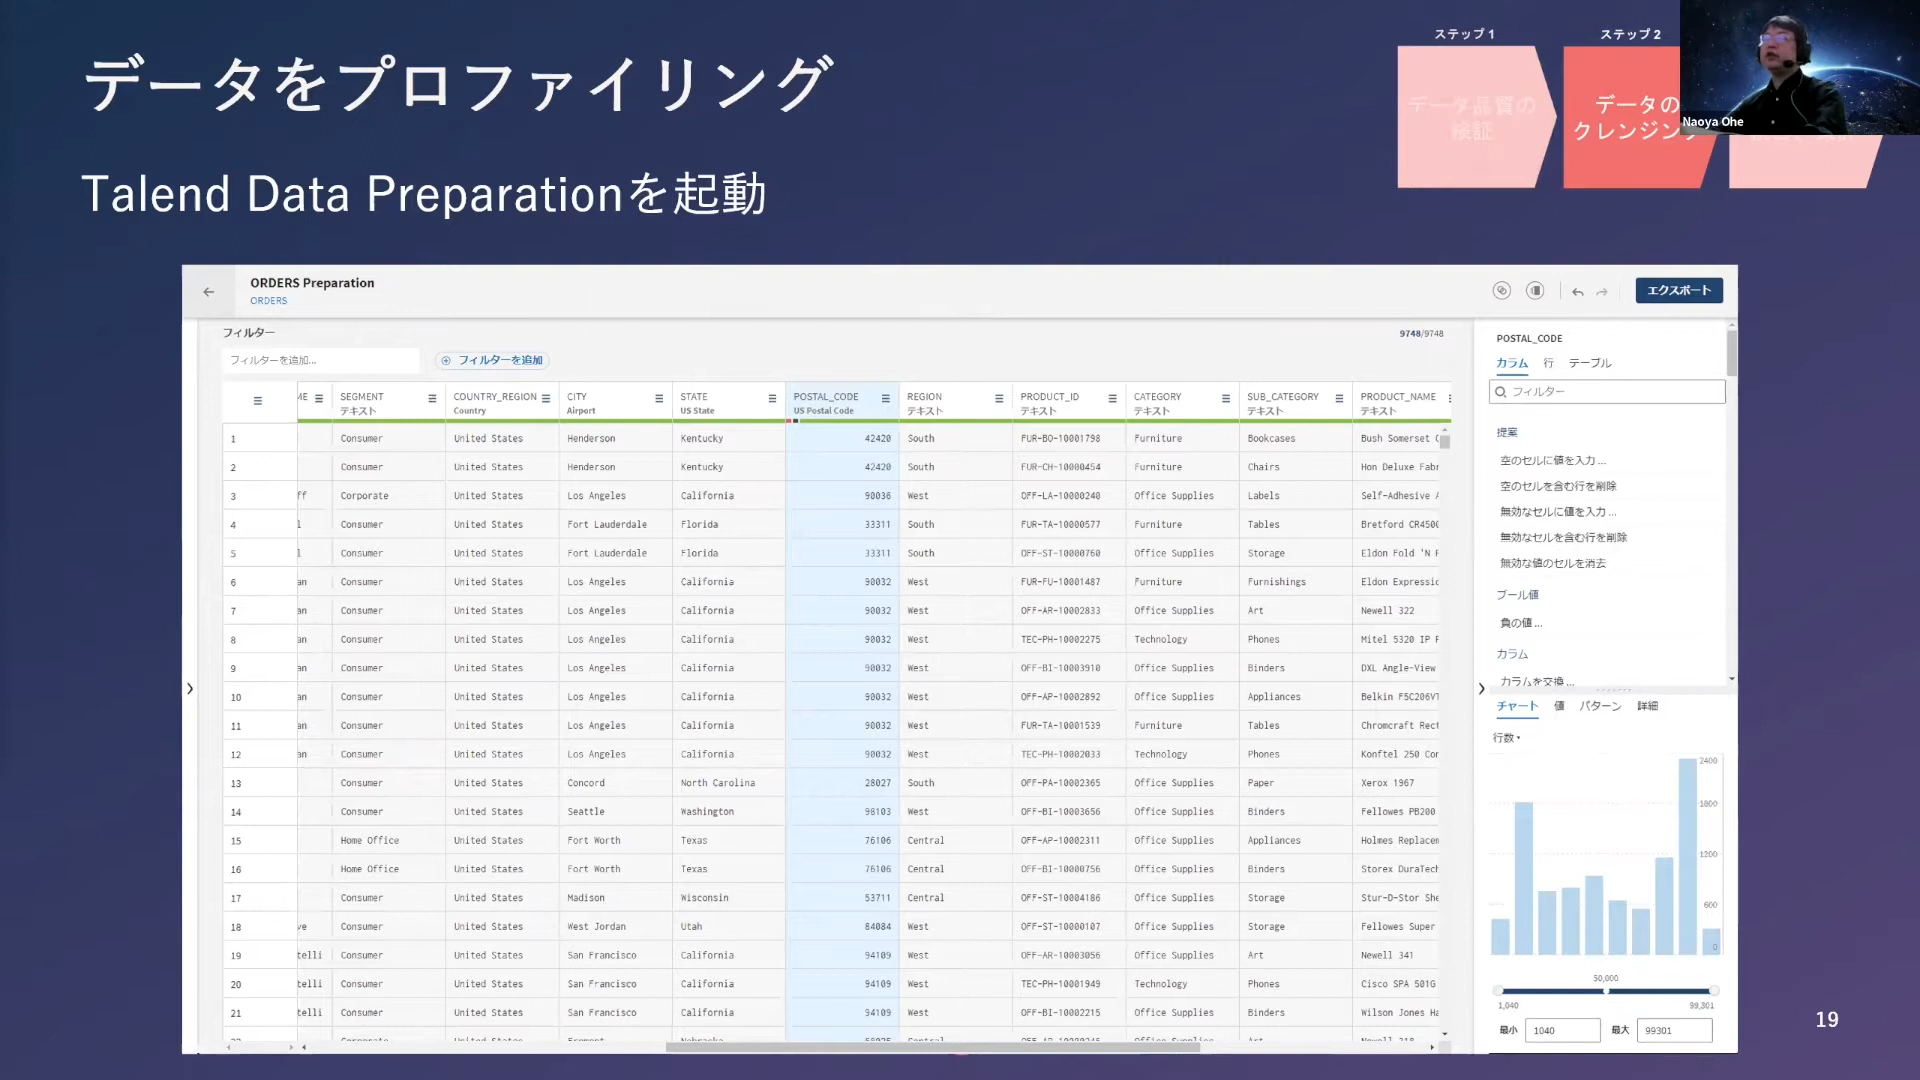 データをプロファイリング
Talend Data Preparationを起動
ステップ 1
ステップ 2
データ品質の
検証
データの
クレンジング
Naoya Ohe
ORDERS Preparation
ORDERS
エクスポート
フィルター
9748/9748
フィルターを追加...
フィルターを追加
ME SEGMENT COUNTRY_REGION CITY STATE POSTAL_CODE REGION PRODUCT_ID CATEGORY SUB_CATEGORY PRODUCT_NAME
テキスト Country Airport US State US Postal Code テキスト テキスト テキスト テキスト テキスト
1 Consumer United States Henderson Kentucky 42420 South FUR-BO-10001798 Furniture Bookcases Bush Somerset C
2 Consumer United States Henderson Kentucky 42420 South FUR-CH-10000454 Furniture Chairs Hon Deluxe Fabr
3 ff Corporate Los Angeles California United States 90036 West OFF-LA-10000240 Office Supplies Labels Self-Adhesive A
4 l Consumer United States Fort Lauderdale Florida 33311 South FUR-TA-10000577 Furniture Tables Bretford CR4500
5 l Consumer United States Fort Lauderdale Florida 33311 South OFF-ST-10000760 Office Supplies Storage Eldon Fold 'N R
6 an Consumer United States Los Angeles California 90032 West FUR-FU-10001487 Furniture Furnishings Eldon Expressic
7 an Consumer United States Los Angeles California 90032 West OFF-AR-10002833 Office Supplies Art Newell 322
8 an Consumer United States Los Angeles California 90032 West TEC-PH-10002275 Technology Phones Mitel 5320 IP P
9 an Consumer United States Los Angeles California 90032 West OFF-BI-10003910 Office Supplies Binders DXL Angle-View
10 an Consumer United States Los Angeles California 90032 West OFF-AP-10002892 Office Supplies Appliances Belkin F5C206VT
11 an Consumer United States Los Angeles California 90032 West FUR-TA-10001539 Furniture Tables Chromcraft Rect
12 an Consumer United States Los Angeles California 90032 West TEC-PH-10002033 Technology Phones Konftel 250 Con
13 Consumer United States Concord North Carolina 28027 South OFF-PA-10002365 Office Supplies Paper Xerox 1967
14 Consumer United States Seattle Washington 98103 West OFF-BI-10003656 Office Supplies Binders Fellowes PB200
15 Home Office United States Fort Worth Texas 76106 Central OFF-AP-10002311 Office Supplies Appliances Holmes Replacem
16 Home Office United States Fort Worth Texas 76106 Central OFF-BI-10000756 Office Supplies Binders Storex DuraTech
17 Consumer United States Madison Wisconsin 53711 Central OFF-ST-10004186 Office Supplies Storage Stur-D-Stor She
18 ve Consumer United States West Jordan Utah 84084 West OFF-ST-10000107 Office Supplies Storage Fellowes Super
19 telli Consumer United States San Francisco California 94109 West OFF-AR-10003056 Office Supplies Art Newell 341
20 telli Consumer United States San Francisco California 94109 West TEC-PH-10001949 Technology Phones Cisco SPA 501G
21 telli Consumer United States San Francisco California 94109 West OFF-BI-10002215 Office Supplies Binders Wilson Jones Ha
POSTAL_CODE
カラム 行 テーブル
フィルター
提案
空のセルに値を入力 ...
空のセルを含む行を削除
無効なセルに値を入力 ...
無効なセルを含む行を削除
無効な値のセルを消去
ブール値
負の値 ...
カラム
カラムを交換 ...
チャート 値 パターン 詳細
行数
2400
1800
1200
600
0
50,000
1,040 99,301
最小 1040 最大 99301
19